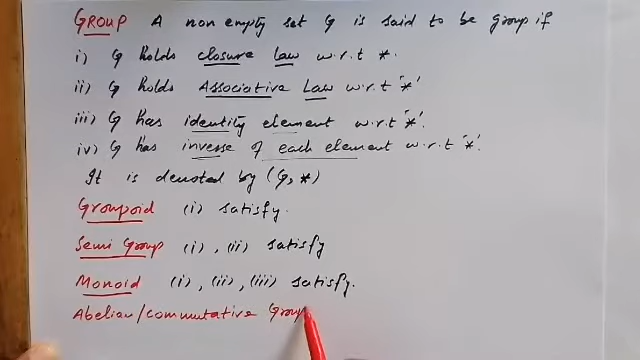 GROUP A non empty set G is said to be group if
i) G holds closure law w.r.t *.
ii) G holds Associative Law w.r.t '*'
iii) G has identity element w.r.t '*'.
iv) G has inverse of each element w.r.t '*'.
It is denoted by (G, *)
Groupoid (i) satisfy.
Semi Group (i), (ii) satisfy
Monoid (i), (ii), (iii) satisfy.
Abelian/commutative Group